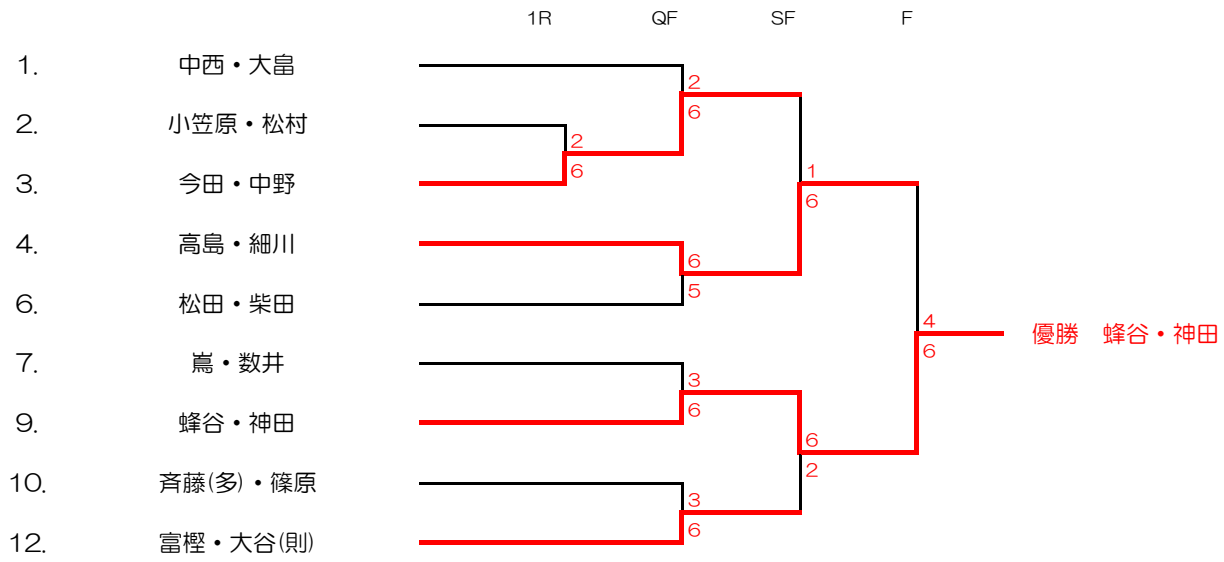 1R QF SF F
1. 中西・大畠
2
6
2. 小笠原・松村
2
6
3. 今田・中野
1
6
4. 高島・細川
6
5
6. 松田・柴田
4
6
優勝 蜂谷・神田
7. 嶌・数井
3
6
9. 蜂谷・神田
6
2
10. 斉藤(多)・篠原
3
6
12. 富樫・大谷(則)